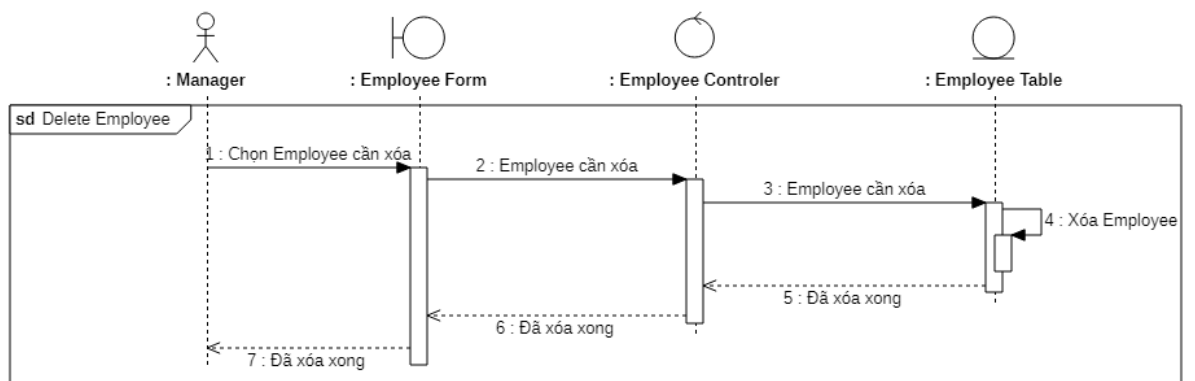 : Manager
: Employee Form
: Employee Controler
: Employee Table
sd Delete Employee
1 : Chọn Employee cần xóa
2 : Employee cần xóa
3 : Employee cần xóa
4 : Xóa Employee
5 : Đã xóa xong
6 : Đã xóa xong
7 : Đã xóa xong